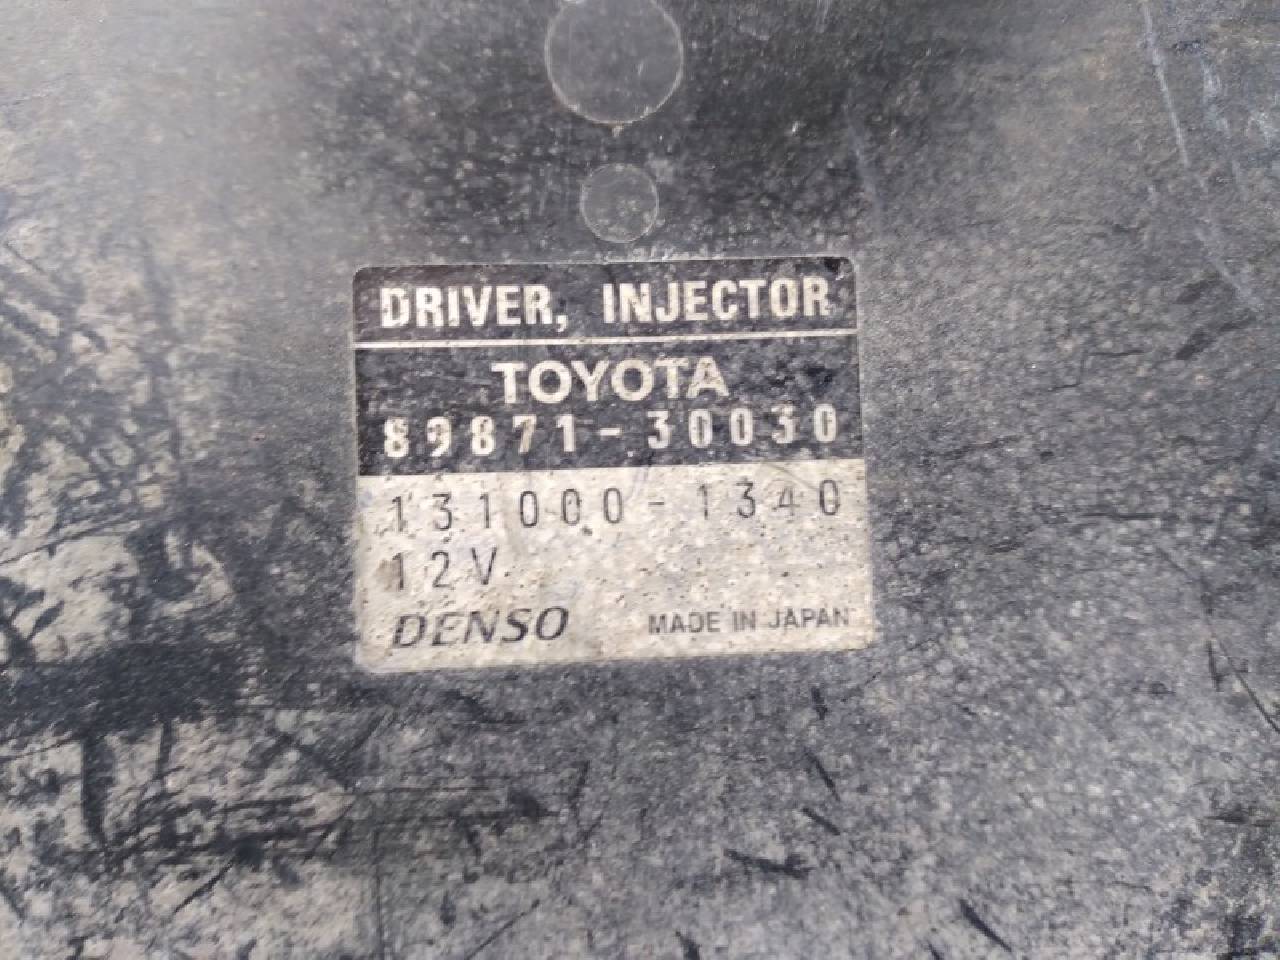 DRIVER, INJECTOR
TOYOTA
89871-30030
131000-1340
12V
DENSO MADE IN JAPAN